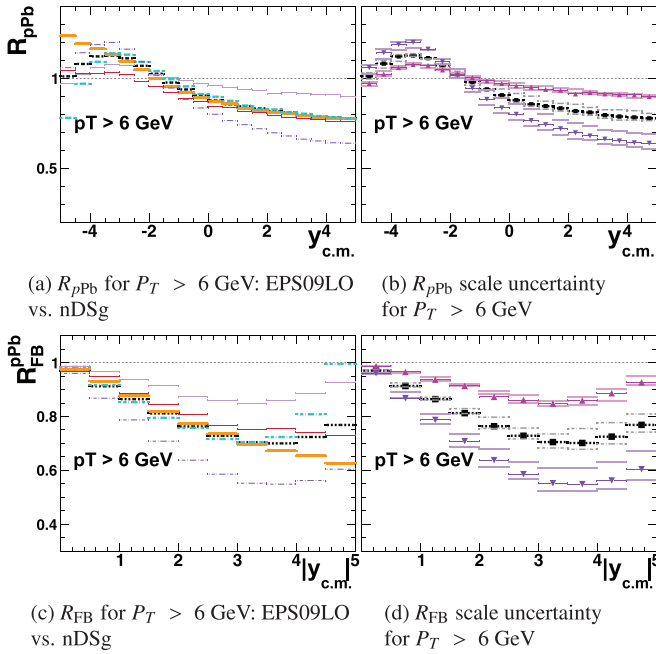 R_pPb
1
0.5
pT > 6 GeV
-4 -2 0 2 4
y_c.m.
pT > 6 GeV
-4 -2 0 2 4
y_c.m.
(a) R_pPb for P_T > 6 GeV: EPS09LO
vs. nDSg
(b) R_pPb scale uncertainty
for P_T > 6 GeV
R_FB^pPb
1
0.8
0.6
0.4
pT > 6 GeV
1 2 3 4 5
|y_c.m.|
pT > 6 GeV
1 2 3 4 5
|y_c.m.|
(c) R_FB for P_T > 6 GeV: EPS09LO
vs. nDSg
(d) R_FB scale uncertainty
for P_T > 6 GeV